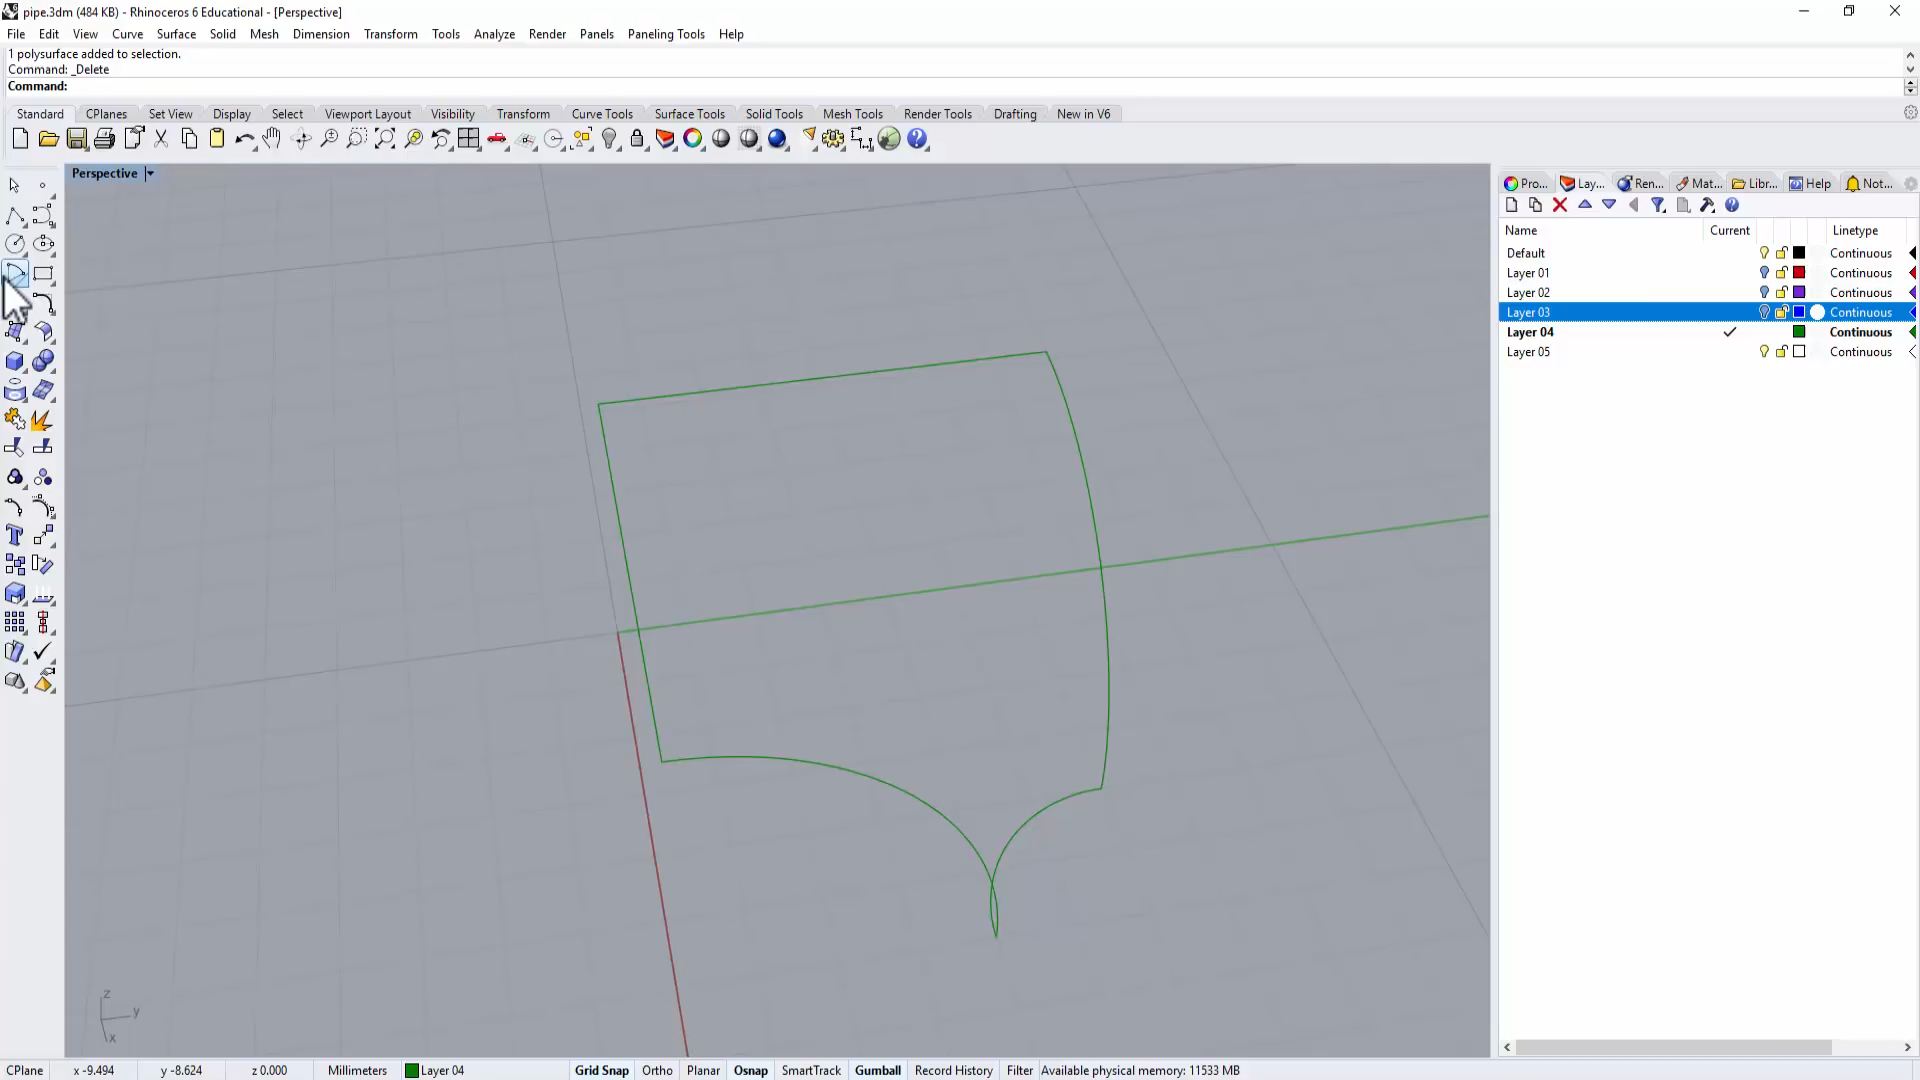 pipe.3dm (484 KB) - Rhinoceros 6 Educational - [Perspective]
File Edit View Curve Surface Solid Mesh Dimension Transform Tools Analyze Render Panels Paneling Tools Help
1 polysurface added to selection.
Command: _Delete
Command:
Standard CPlanes Set View Display Select Viewport Layout Visibility Transform Curve Tools Surface Tools Solid Tools Mesh Tools Render Tools Drafting New in V6
Perspective
Pro... Lay... Ren... Mat... Libr... Help Not...
Name Current Linetype
Default Continuous
Layer 01 Continuous
Layer 02 Continuous
Layer 03 Continuous
Layer 04 Continuous
Layer 05 Continuous
z
y
x
CPlane x -9.494 y -8.624 z 0.000 Millimeters Layer 04 Grid Snap Ortho Planar Osnap SmartTrack Gumball Record History Filter Available physical memory: 11533 MB